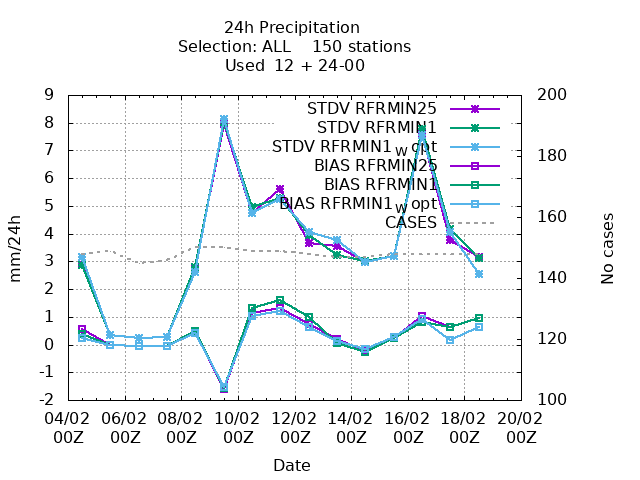 24h Precipitation
Selection: ALL    150 stations
Used  12 + 24-00
9
8
7
6
5
4
3
2
1
0
-1
-2
mm/24h
STDV RFRMIN25
STDV RFRMIN1
STDV RFRMIN1w opt
BIAS RFRMIN25
BIAS RFRMIN1
BIAS RFRMIN1w opt
CASES
200
180
160
140
120
100
No cases
04/02 06/02 08/02 10/02 12/02 14/02 16/02 18/02 20/02
00Z 00Z 00Z 00Z 00Z 00Z 00Z 00Z 00Z
Date